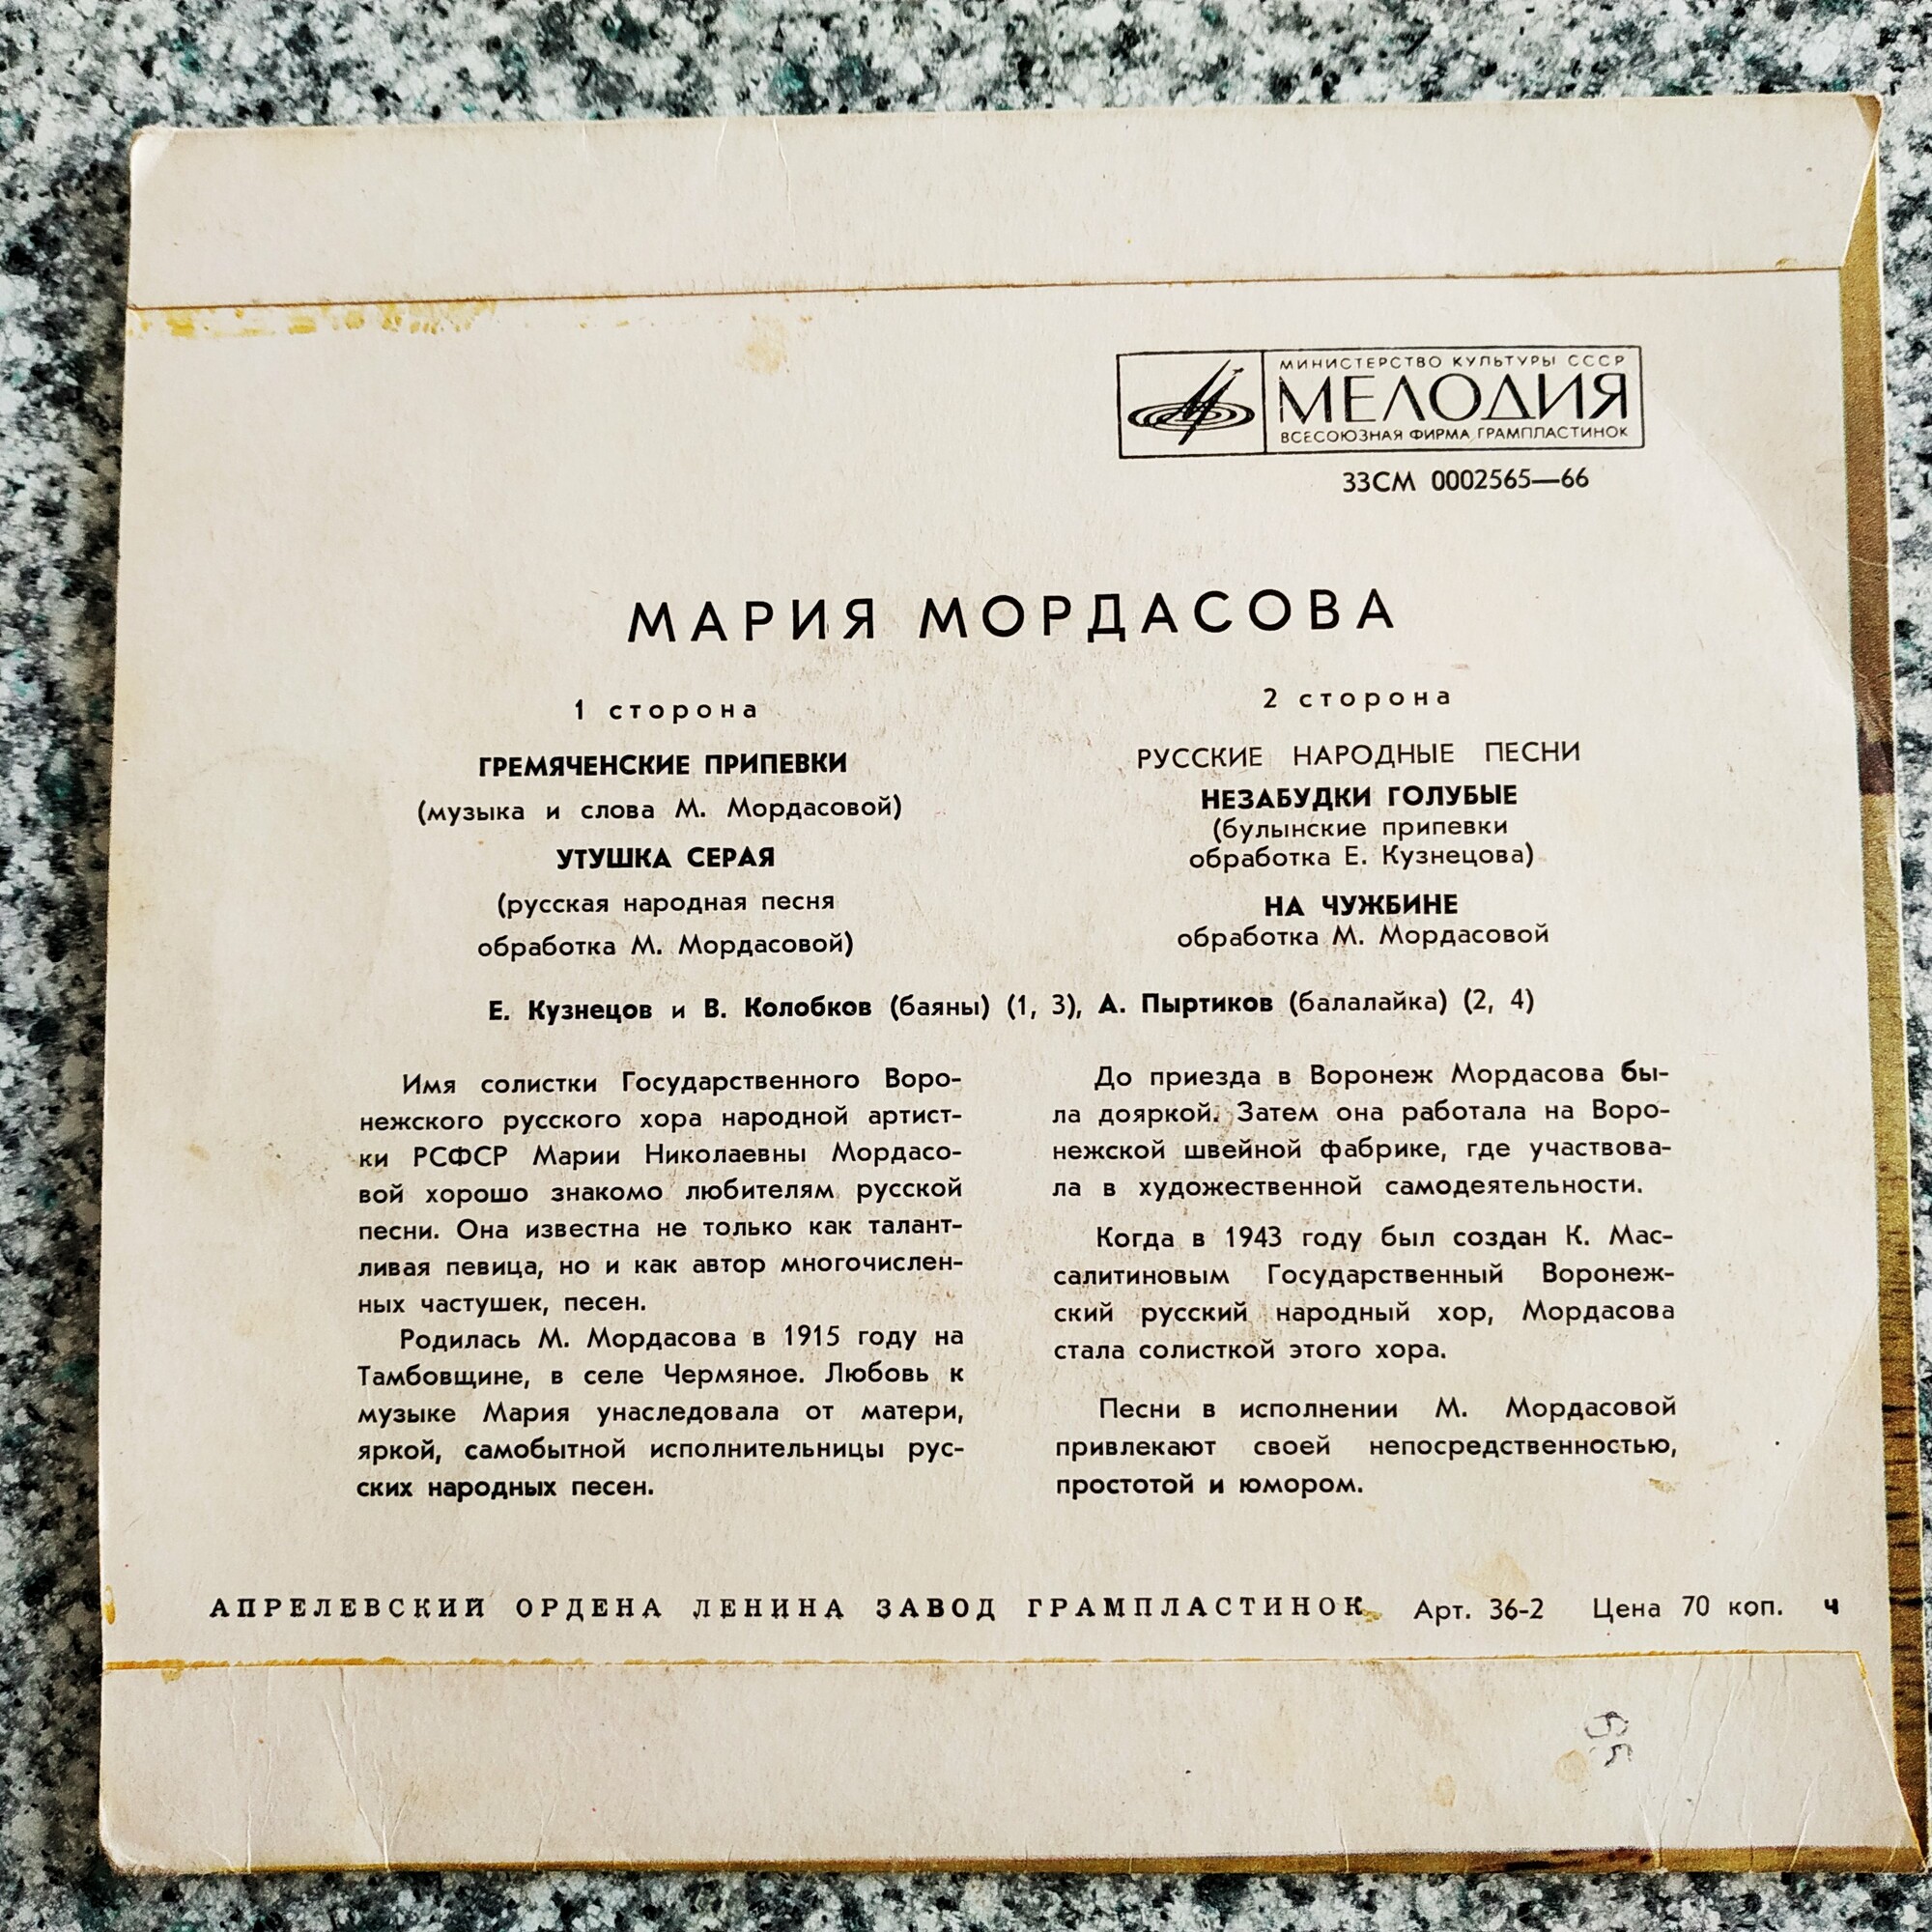 МИНИСТЕРСТВО КУЛЬТУРЫ СССР
МЕЛОДИЯ
ВСЕСОЮЗНАЯ ФИРМА ГРАМПЛАСТИНОК
33СМ 0002565—66
МАРИЯ МОРДАСОВА
1 сторона
ГРЕМЯЧЕНСКИЕ ПРИПЕВКИ
(музыка и слова М. Мордасовой)
УТУШКА СЕРАЯ
(русская народная песня
обработка М. Мордасовой)
2 сторона
РУССКИЕ НАРОДНЫЕ ПЕСНИ
НЕЗАБУДКИ ГОЛУБЫЕ
(булынские припевки
обработка Е. Кузнецова)
НА ЧУЖБИНЕ
обработка М. Мордасовой
Е. Кузнецов и В. Колобков (баяны) (1, 3), А. Пыртиков (балалайка) (2, 4)
Имя солистки Государственного Воро-
нежского русского хора народной артист-
ки РСФСР Марии Николаевны Мордасо-
вой хорошо знакомо любителям русской
песни. Она известна не только как талант-
ливая певица, но и как автор многочислен-
ных частушек, песен.
Родилась М. Мордасова в 1915 году на
Тамбовщине, в селе Чермяное. Любовь к
музыке Мария унаследовала от матери,
яркой, самобытной исполнительницы рус-
ских народных песен.
До приезда в Воронеж Мордасова бы-
ла дояркой. Затем она работала на Воро-
нежской швейной фабрике, где участвова-
ла в художественной самодеятельности.
Когда в 1943 году был создан К. Мас-
салитиновым Государственный Воронеж-
ский русский народный хор, Мордасова
стала солисткой этого хора.
Песни в исполнении М. Мордасовой
привлекают своей непосредственностью,
простотой и юмором.
АПРЕЛЕВСКИЙ ОРДЕНА ЛЕНИНА ЗАВОД ГРАМПЛАСТИНОК Арт. 36-2 Цена 70 коп. ч